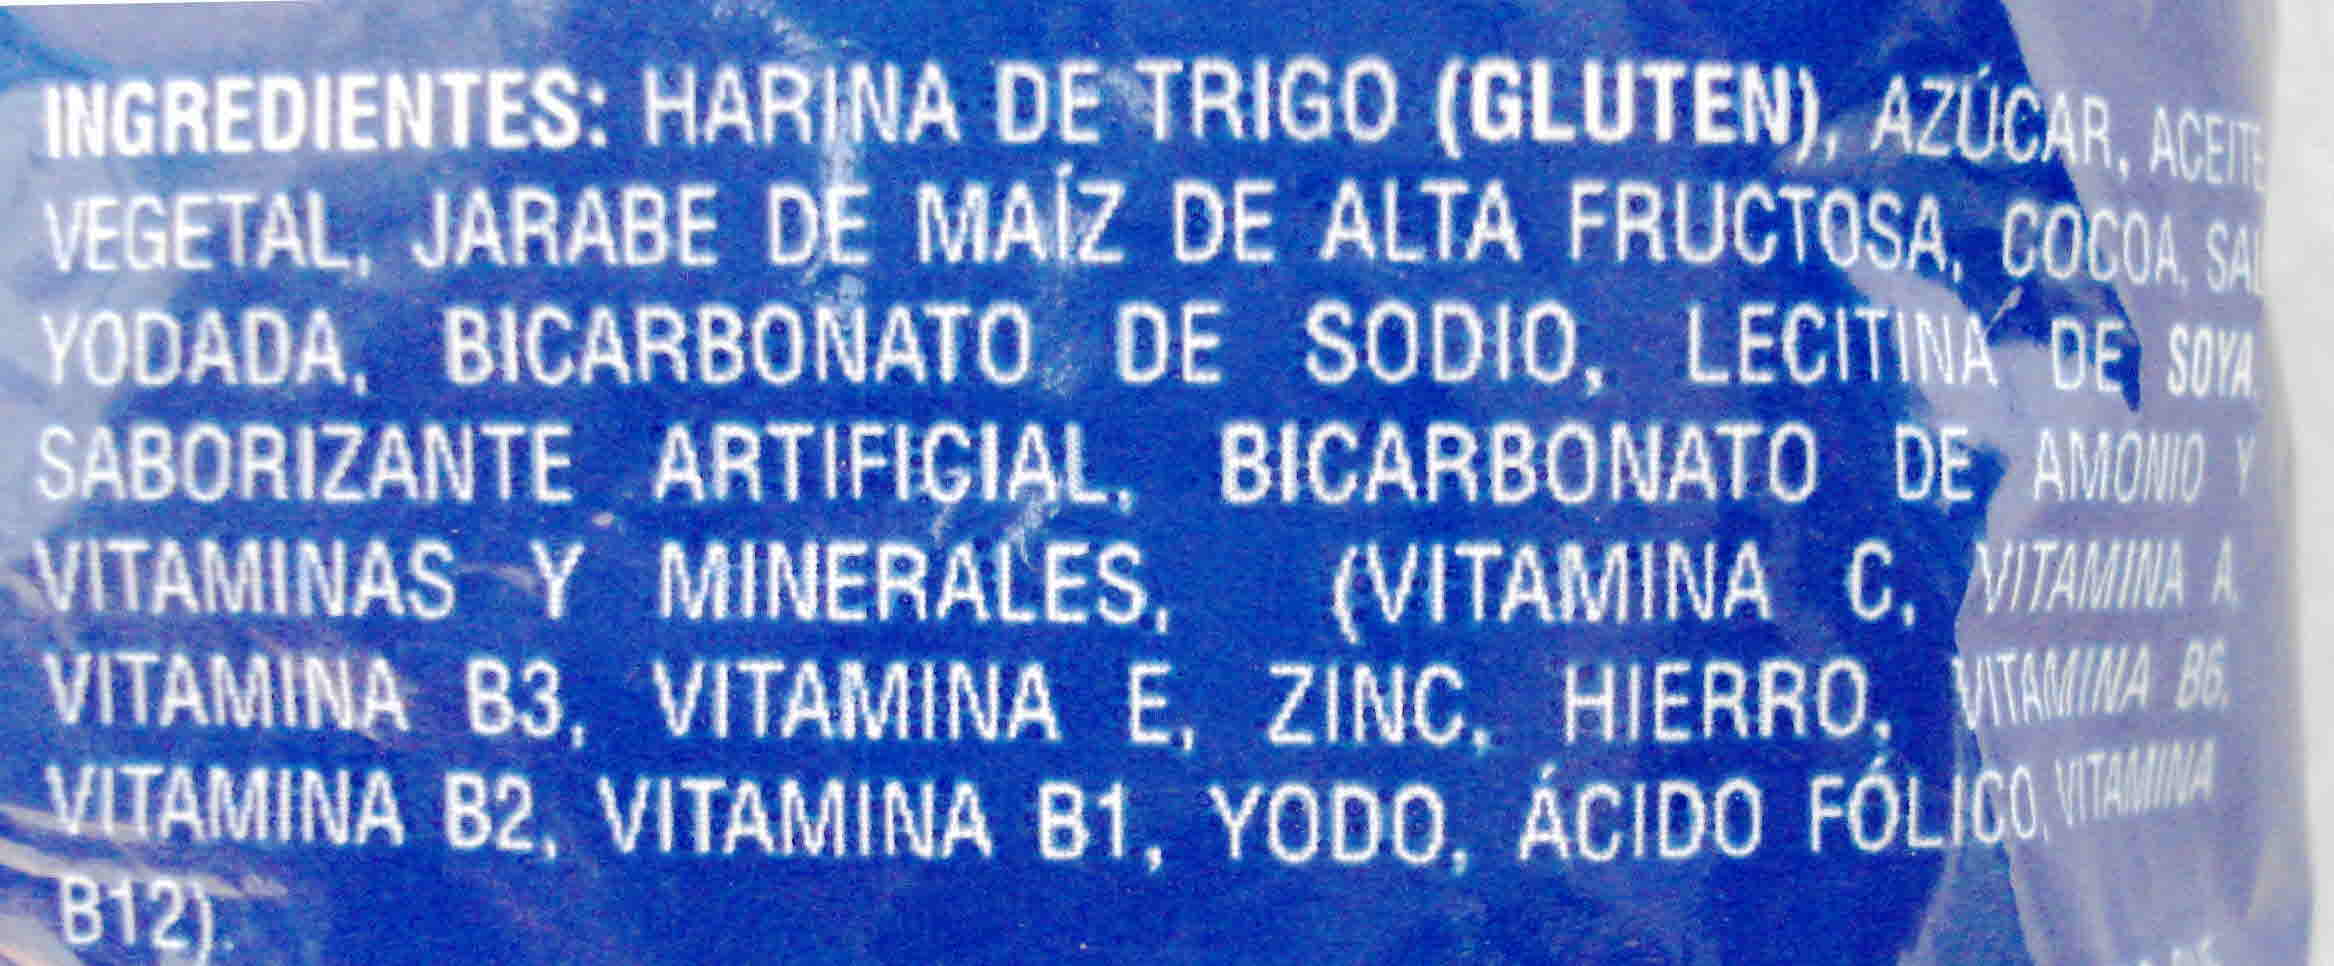 INGREDIENTES: HARINA DE TRIGO (GLUTEN), AZÚCAR, ACEITE
VEGETAL, JARABE DE MAÍZ DE ALTA FRUCTOSA, COCOA, SAL
YODADA, BICARBONATO DE SODIO, LECITINA DE SOYA,
SABORIZANTE ARTIFICIAL, BICARBONATO DE AMONIO Y
VITAMINAS Y MINERALES, (VITAMINA C, VITAMINA A,
VITAMINA B3, VITAMINA E, ZINC, HIERRO, VITAMINA B6,
VITAMINA B2, VITAMINA B1, YODO, ÁCIDO FÓLICO, VITAMINA
B12).